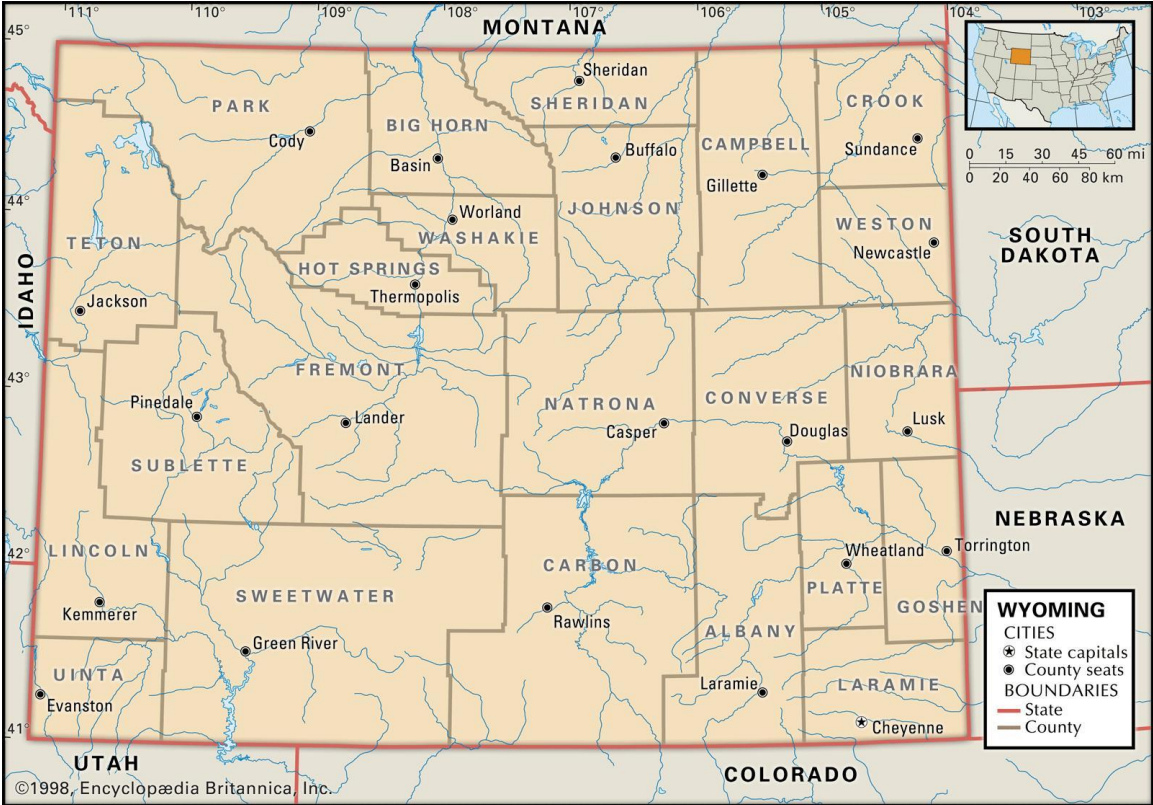 111° 110° 109° 108° 107° 106° 105° 104° 103°
45°
44°
43°
42°
41°
MONTANA
IDAHO
SOUTH
DAKOTA
NEBRASKA
UTAH
COLORADO
PARK
Cody
BIG HORN
Basin
Sheridan
SHERIDAN
Buffalo
JOHNSON
CAMPBELL
Gillette
CROOK
Sundance
WESTON
Newcastle
TETON
Jackson
Worland
WASHAKIE
HOT SPRINGS
Thermopolis
FREMONT
Lander
Pinedale
SUBLETTE
NATRONA
Casper
CONVERSE
Douglas
NIOBRARA
Lusk
LINCOLN
Kemmerer
SWEETWATER
Green River
UINTA
Evanston
CARBON
Rawlins
ALBANY
Laramie
Wheatland
PLATTE
Torrington
GOSHEN
LARAMIE
Cheyenne
0 15 30 45 60 mi
0 20 40 60 80 km
WYOMING
CITIES
State capitals
County seats
BOUNDARIES
State
County
©1998, Encyclopædia Britannica, Inc.